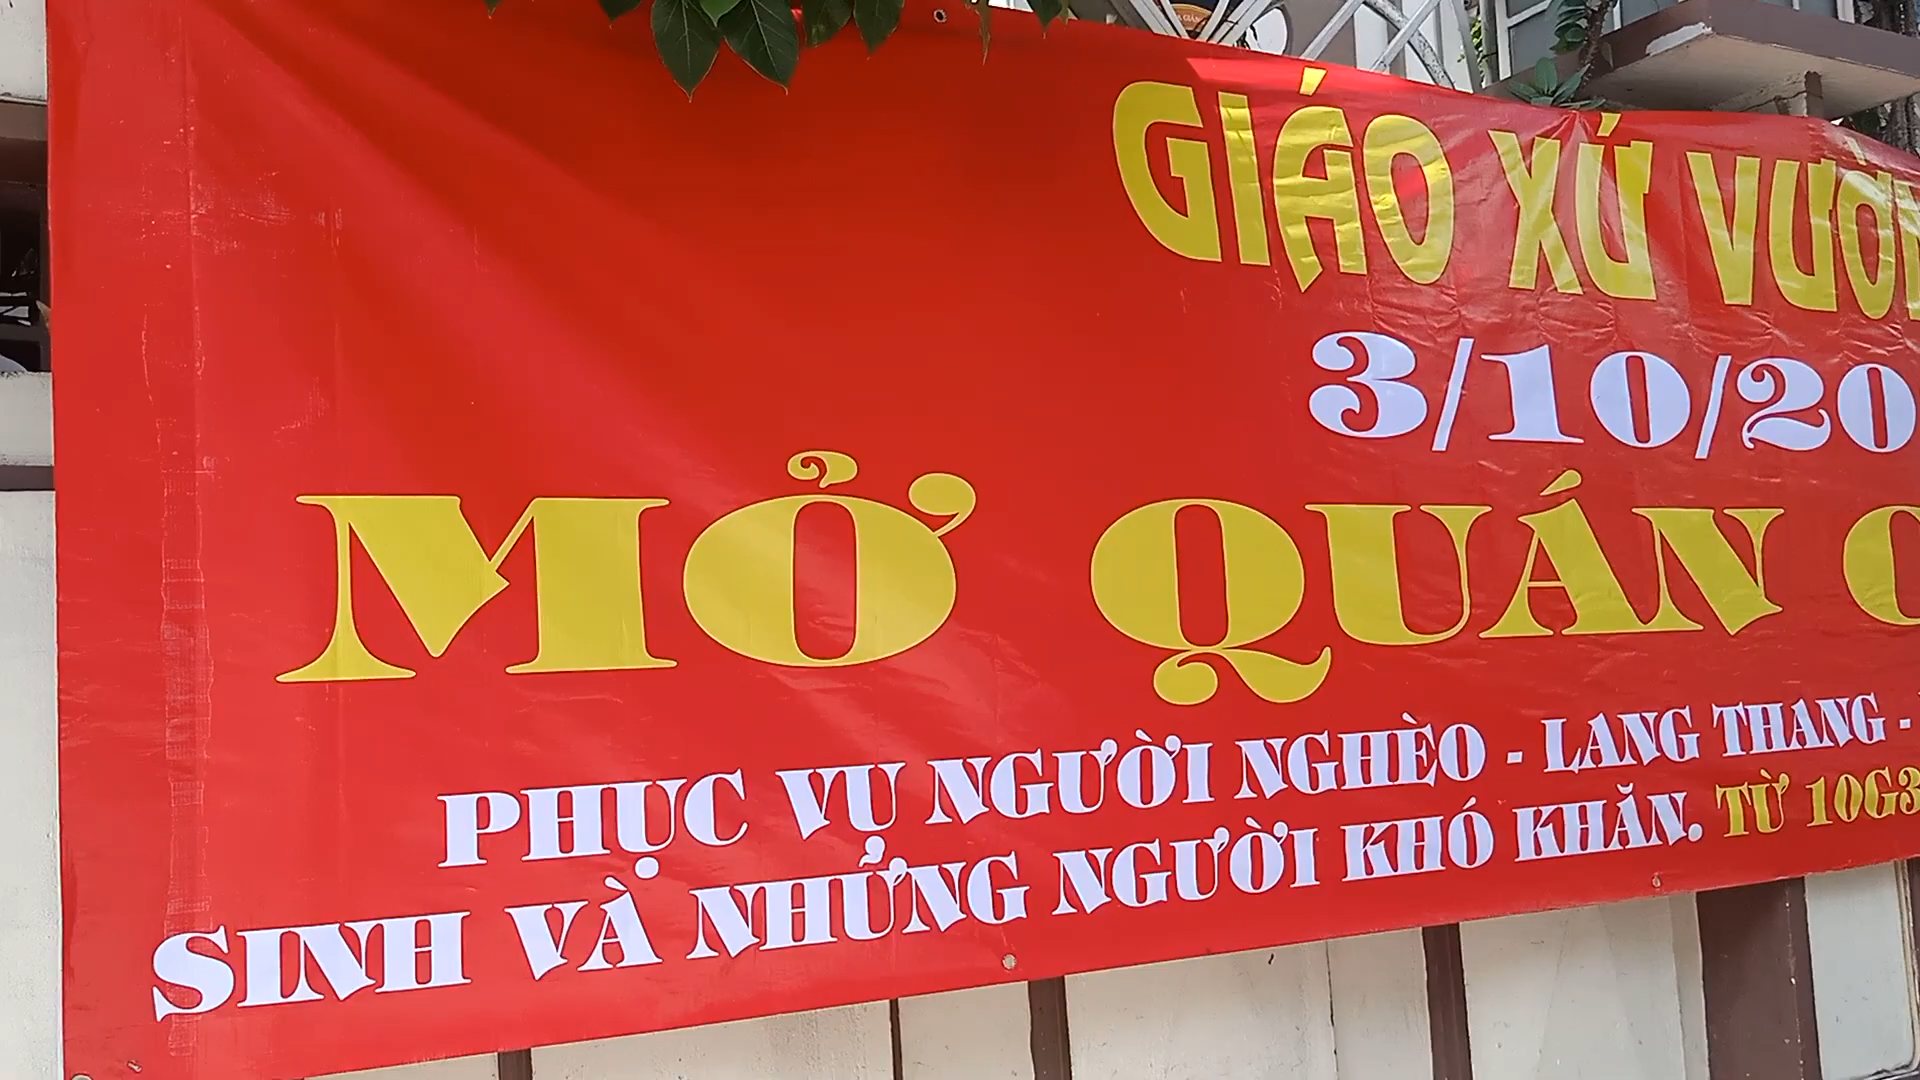 GIÁO XỨ VƯỜN
3/10/20
MỞ QUÁN
PHỤC VỤ NGƯỜI NGHÈO - LANG THANG -
SINH VÀ NHỮNG NGƯỜI KHÓ KHĂN. TỪ 10G3